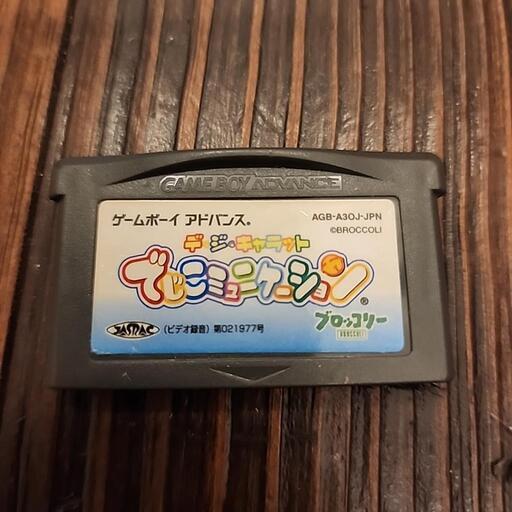 GAME BOY ADVANCE
ゲームボーイ アドバンス® AGB-A3OJ-JPN
©BROCCOLI
デ・ジ・キャラット
でじこミュニケーション®
ブロッコリー
BROCCOLI
JASRAC (ビデオ録音) 第021977号